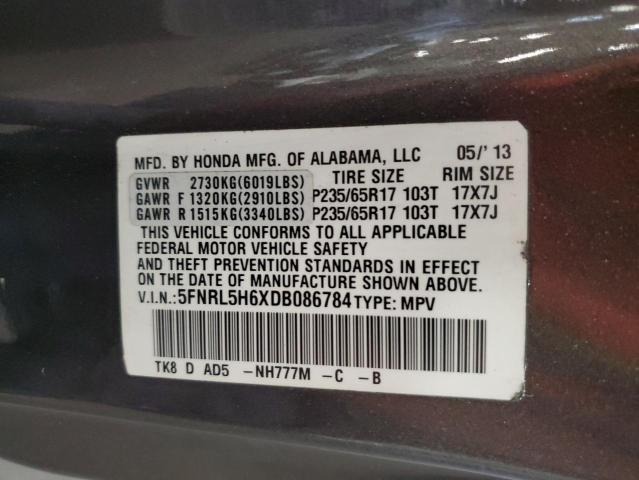 MFD. BY HONDA MFG. OF ALABAMA, LLC 05/' 13
GVWR 2730KG(6019LBS) TIRE SIZE RIM SIZE
GAWR F 1320KG(2910LBS) P235/65R17 103T 17X7J
GAWR R 1515KG(3340LBS) P235/65R17 103T 17X7J
THIS VEHICLE CONFORMS TO ALL APPLICABLE
FEDERAL MOTOR VEHICLE SAFETY
AND THEFT PREVENTION STANDARDS IN EFFECT
ON THE DATE OF MANUFACTURE SHOWN ABOVE.
V.I.N.:5FNRL5H6XDB086784 TYPE: MPV
TK8 D AD5 -NH777M -C -B